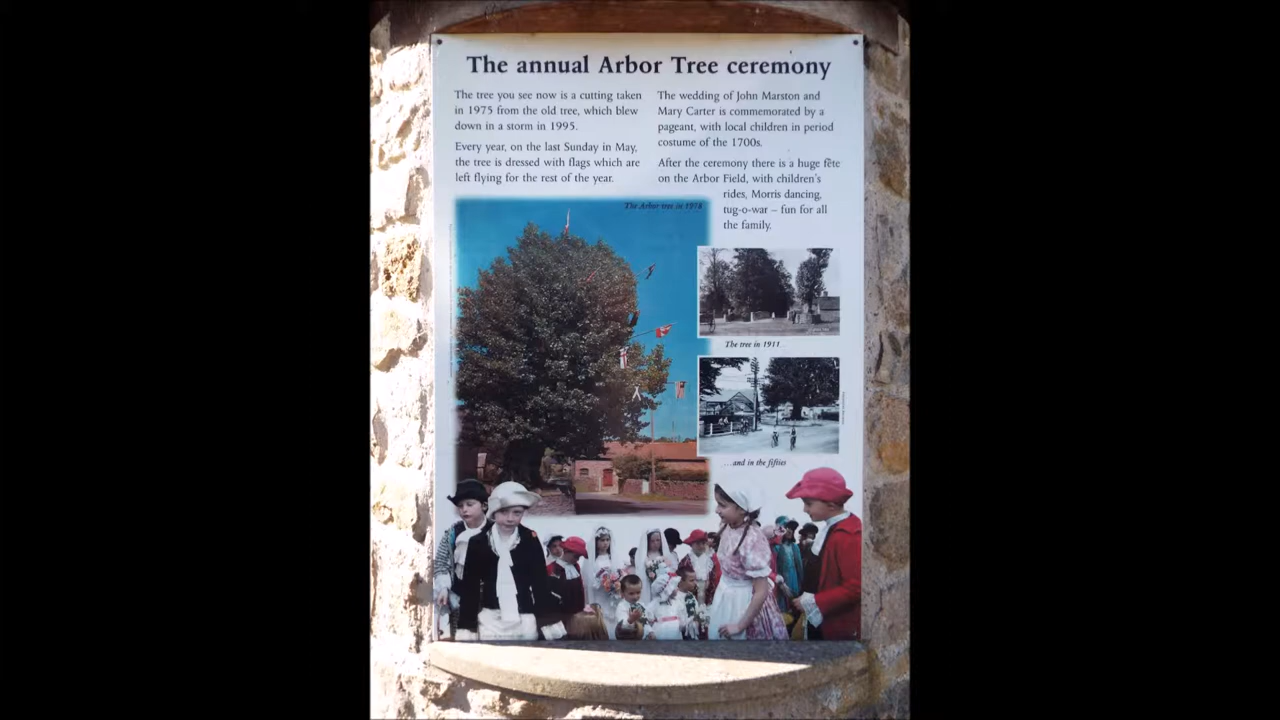 The annual Arbor Tree ceremony
The tree you see now is a cutting taken
in 1975 from the old tree, which blew
down in a storm in 1995.
Every year, on the last Sunday in May,
the tree is dressed with flags which are
left flying for the rest of the year.
The wedding of John Marston and
Mary Carter is commemorated by a
pageant, with local children in period
costume of the 1700s.
After the ceremony there is a huge fête
on the Arbor Field, with children's
rides, Morris dancing,
tug-o-war – fun for all
the family.
The Arbor tree in 1978
The tree in 1911...
...and in the fifties